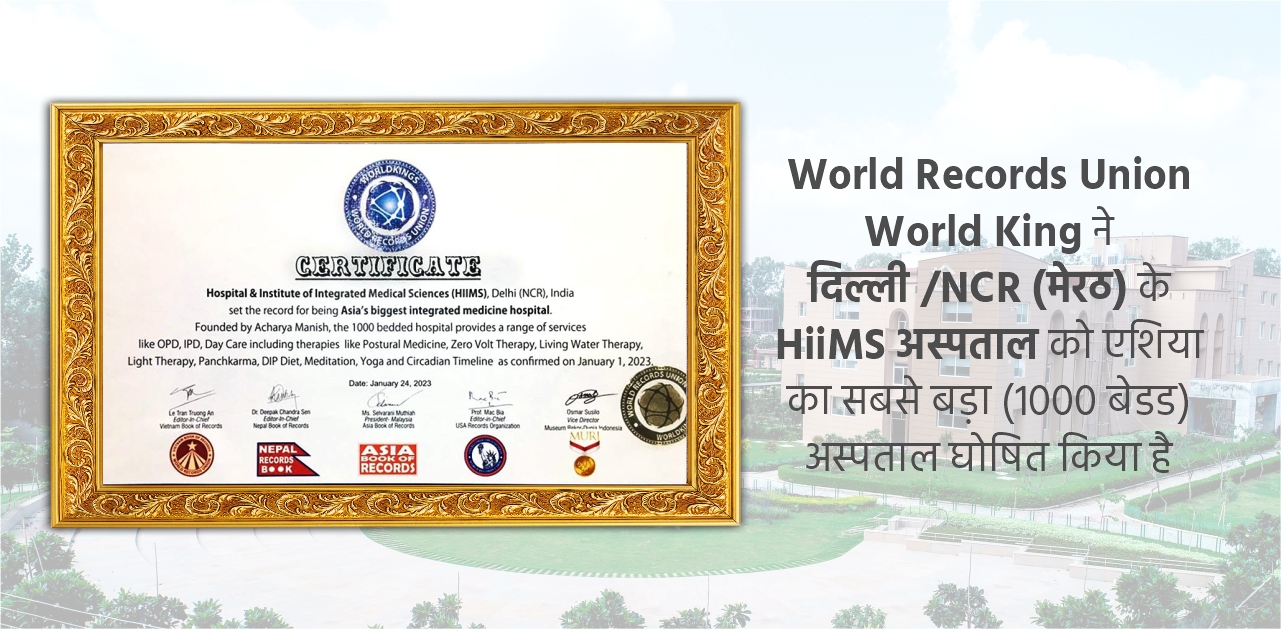 WORLDKINGS
WORLD RECORDS UNION
CERTIFICATE
Hospital & Institute of Integrated Medical Sciences (HIIMS), Delhi (NCR), India
set the record for being Asia's biggest integrated medicine hospital.
Founded by Acharya Manish, the 1000 bedded hospital provides a range of services
like OPD, IPD, Day Care including therapies like Postural Medicine, Zero Volt Therapy, Living Water Therapy,
Light Therapy, Panchkarma, DIP Diet, Meditation, Yoga and Circadian Timeline as confirmed on January 1, 2023.
Date: January 24, 2023
Le Tran Truong An
Editor-in-Chief
Vietnam Book of Records
Dr. Deepak Chandra Sen
Editor-In-Chief
Nepal Book of Records
NEPAL
RECORDS
BOOK
Ms. Selvarani Muthiah
President- Malaysia
Asia Book of Records
ASIA
BOOK OF
RECORDS
Prof. Mac Bia
Editor-in-Chief
USA Records Organization
Osmar Susilo
Vice Director
Museum Rekor-Dunia Indonesia
MURI
WORLD RECORDS UNION
World Records Union
World King ने
दिल्ली /NCR (मेरठ) के
HiiMS अस्पताल को एशिया
का सबसे बड़ा (1000 बेडड)
अस्पताल घोषित किया है